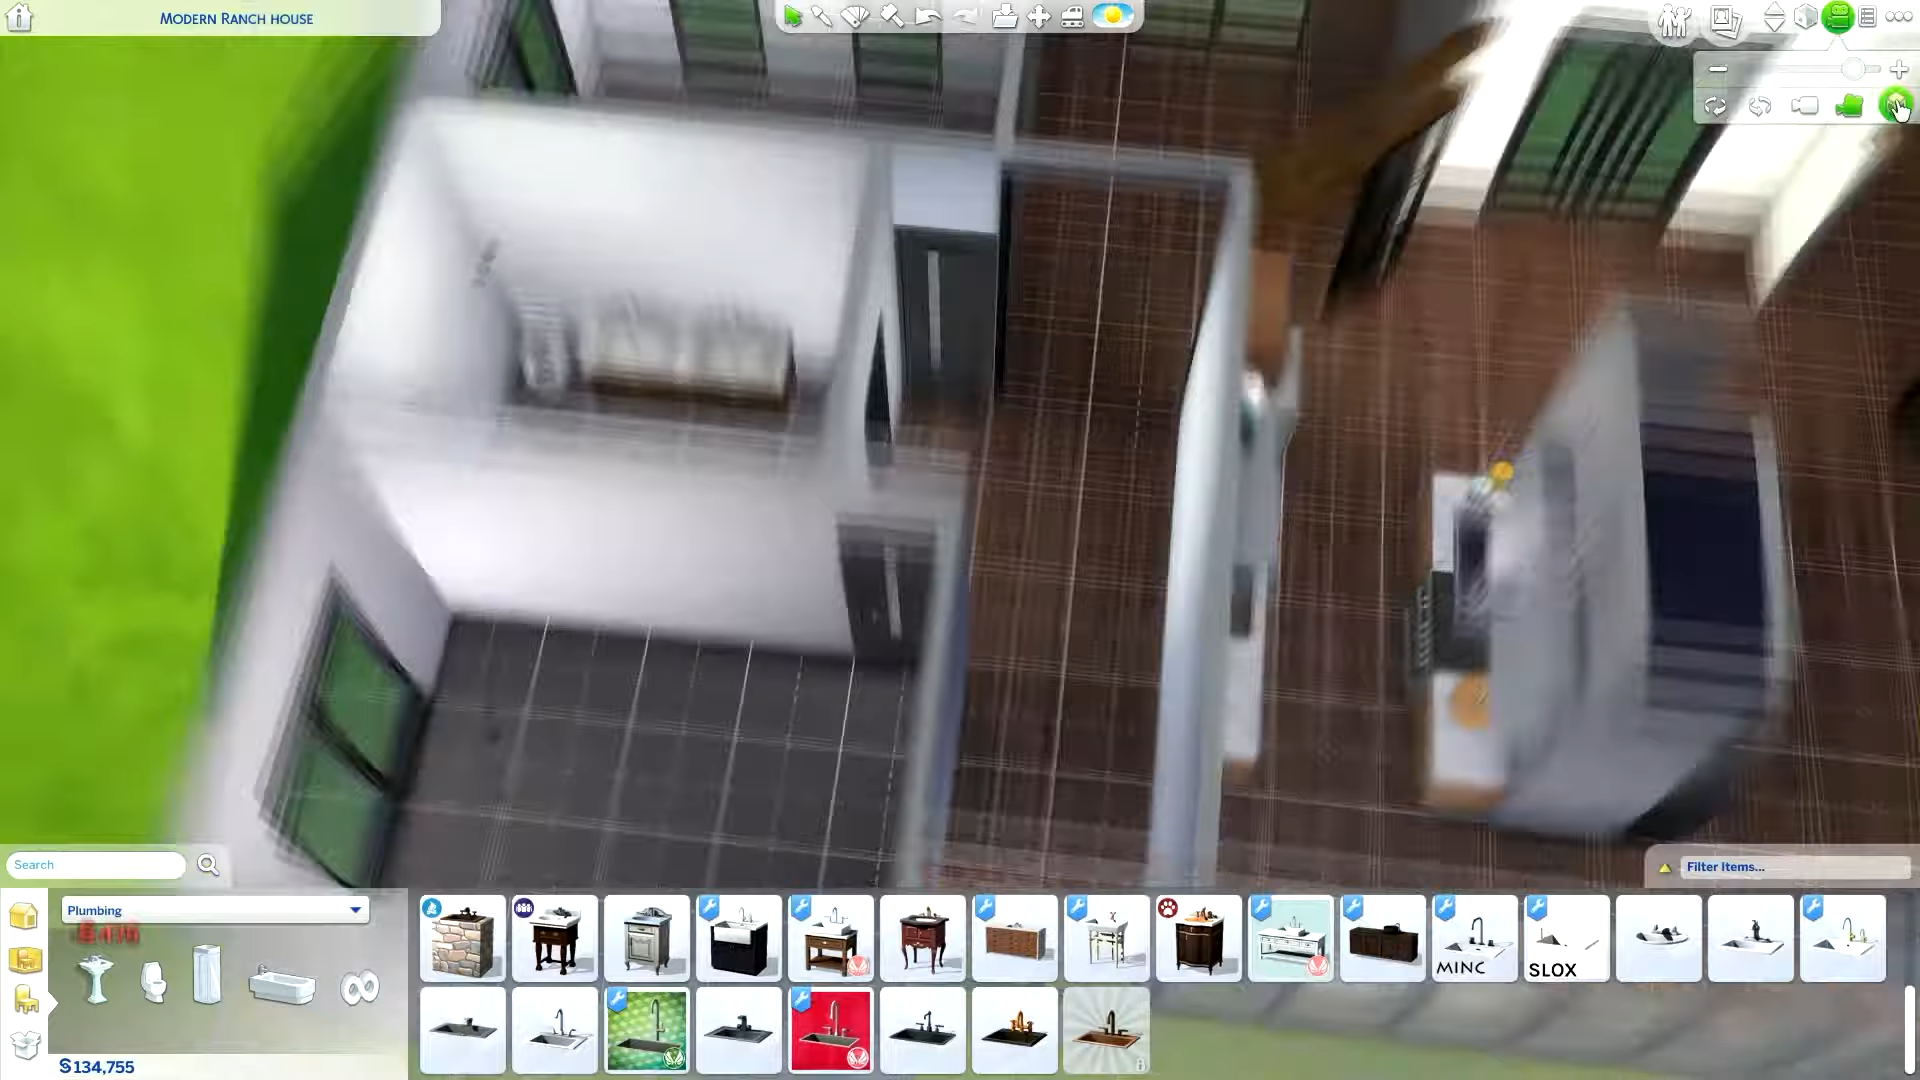 MODERN RANCH HOUSE
Search
Filter Items...
Plumbing
MINC
SLOX
§134,755